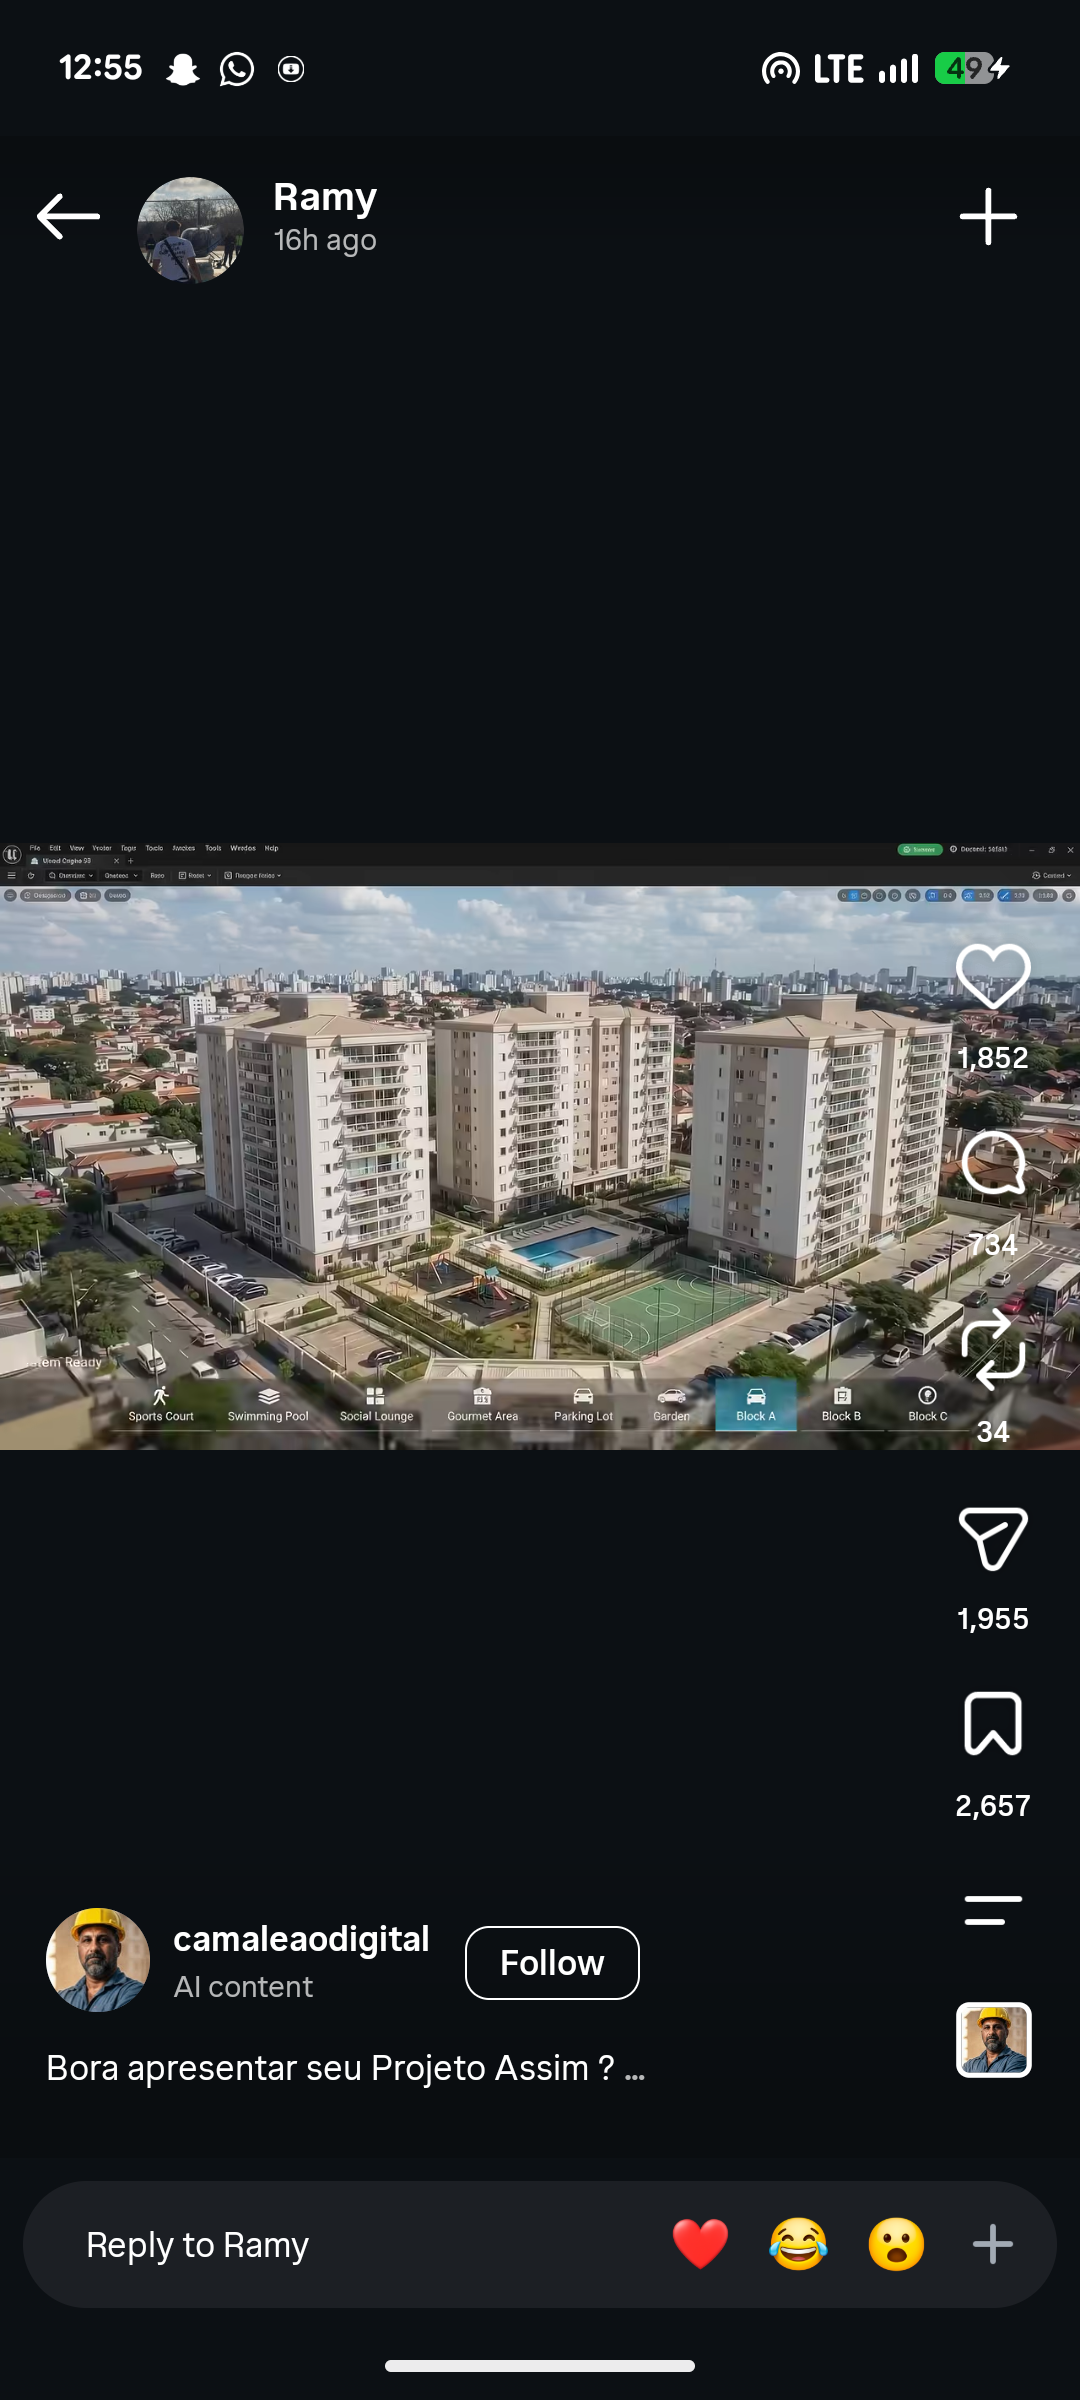 12:55
LTE
49
Ramy
16h ago
File Edit View Tools Help
1,852
734
stem Ready
Sports Court Swimming Pool Social Lounge Gourmet Area Parking Lot Garden Block A Block B Block C
34
1,955
2,657
camaleaodigital
Follow
AI content
Bora apresentar seu Projeto Assim ? ...
Reply to Ramy